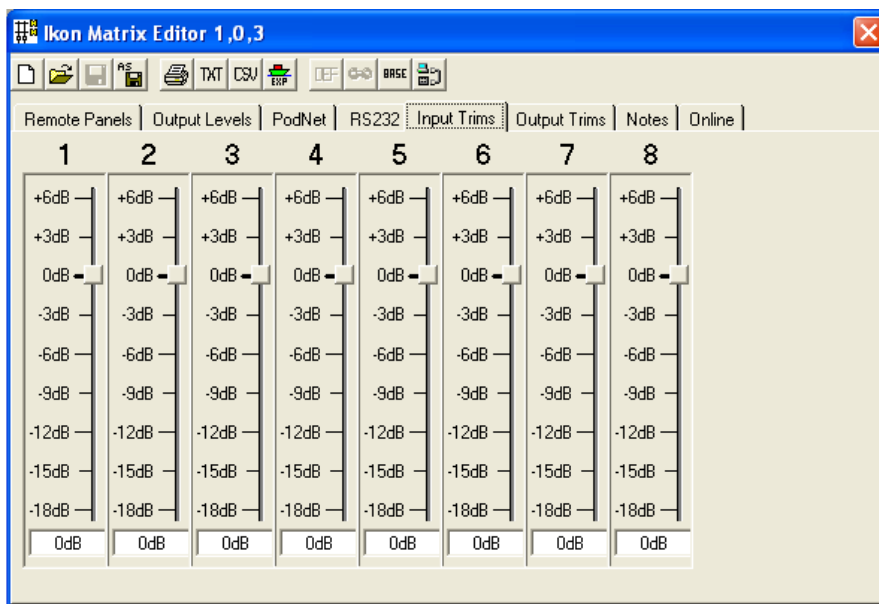 Ikon Matrix Editor 1,0,3
AS TXT CSV EXP DEF BASE
Remote Panels Output Levels PodNet RS232 Input Trims Output Trims Notes Online
1 2 3 4 5 6 7 8
+6dB +6dB +6dB +6dB +6dB +6dB +6dB +6dB
+3dB +3dB +3dB +3dB +3dB +3dB +3dB +3dB
0dB 0dB 0dB 0dB 0dB 0dB 0dB 0dB
-3dB -3dB -3dB -3dB -3dB -3dB -3dB -3dB
-6dB -6dB -6dB -6dB -6dB -6dB -6dB -6dB
-9dB -9dB -9dB -9dB -9dB -9dB -9dB -9dB
-12dB -12dB -12dB -12dB -12dB -12dB -12dB -12dB
-15dB -15dB -15dB -15dB -15dB -15dB -15dB -15dB
-18dB -18dB -18dB -18dB -18dB -18dB -18dB -18dB
0dB 0dB 0dB 0dB 0dB 0dB 0dB 0dB